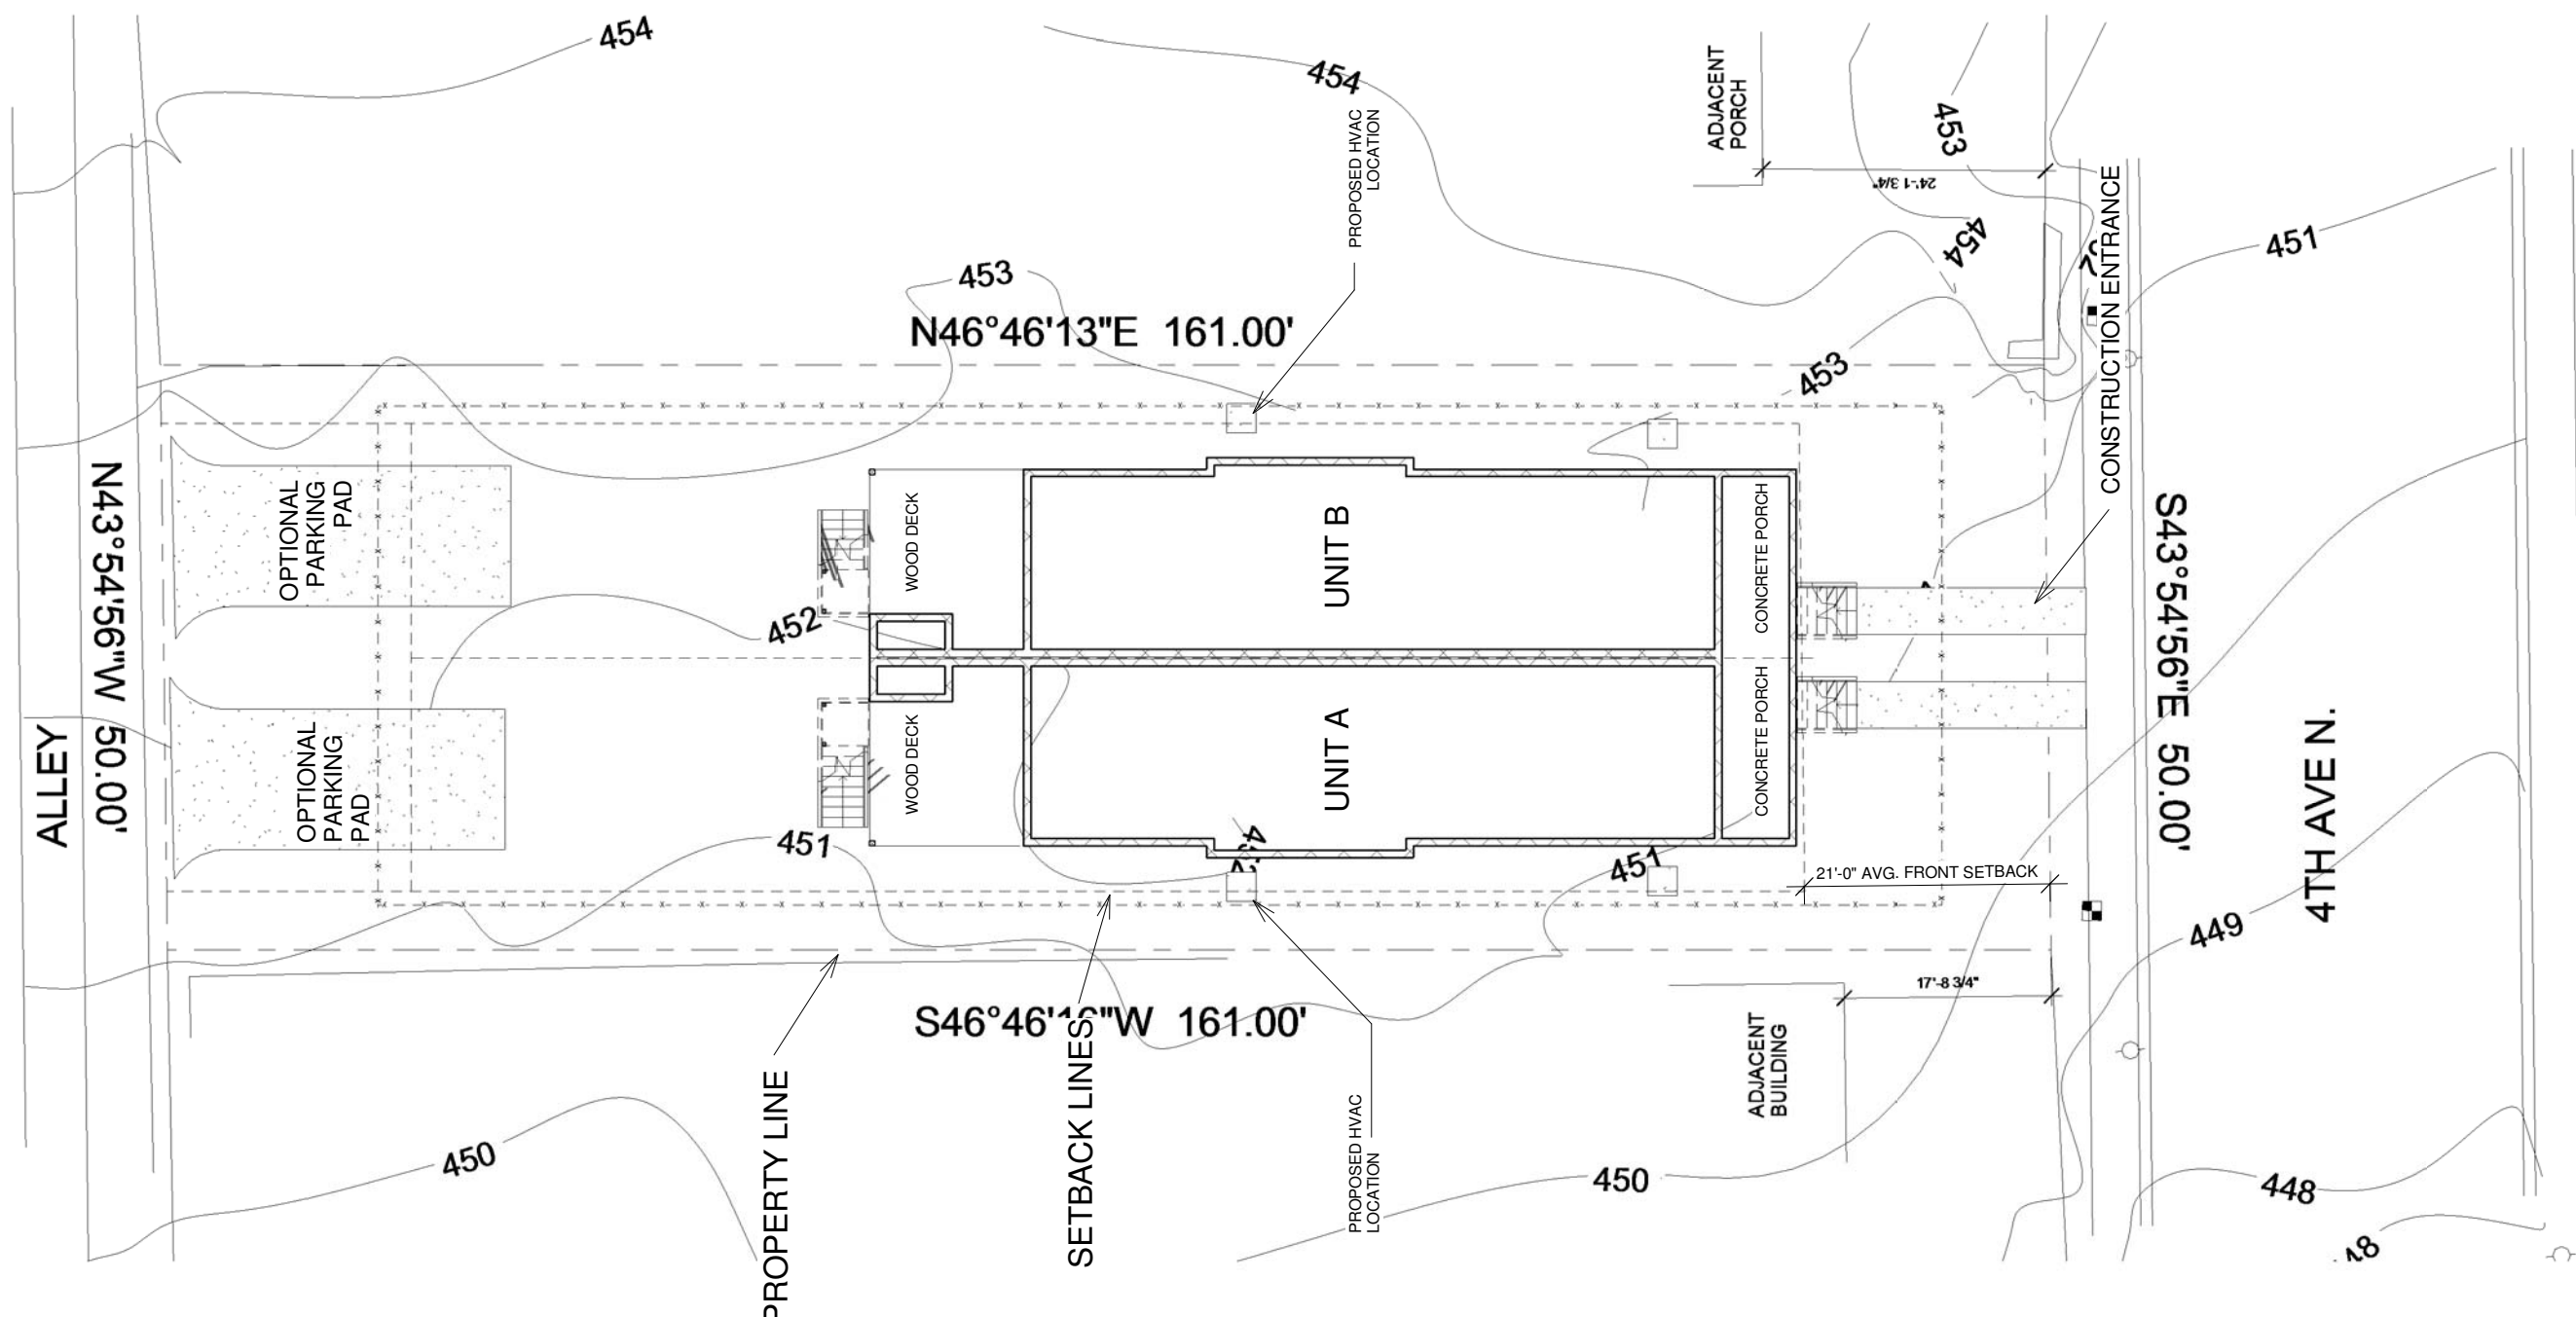 454
454
ADJACENT
PORCH
453
24'-1 3/4"
PROPOSED HVAC
LOCATION
454
451
CONSTRUCTION ENTRANCE
453
N46°46'13"E 161.00'
453
N43°54'56"W 50.00'
ALLEY
OPTIONAL
PARKING
PAD
OPTIONAL
PARKING
PAD
WOOD DECK
WOOD DECK
452
UNIT B
UNIT A
CONCRETE PORCH
CONCRETE PORCH
S43°54'56"E 50.00'
4TH AVE N.
451
451
21'-0" AVG. FRONT SETBACK
449
17'-8 3/4"
S46°46' "W 161.00'
PROPERTY LINE
SETBACK LINES
PROPOSED HVAC
LOCATION
ADJACENT
BUILDING
450
450
448